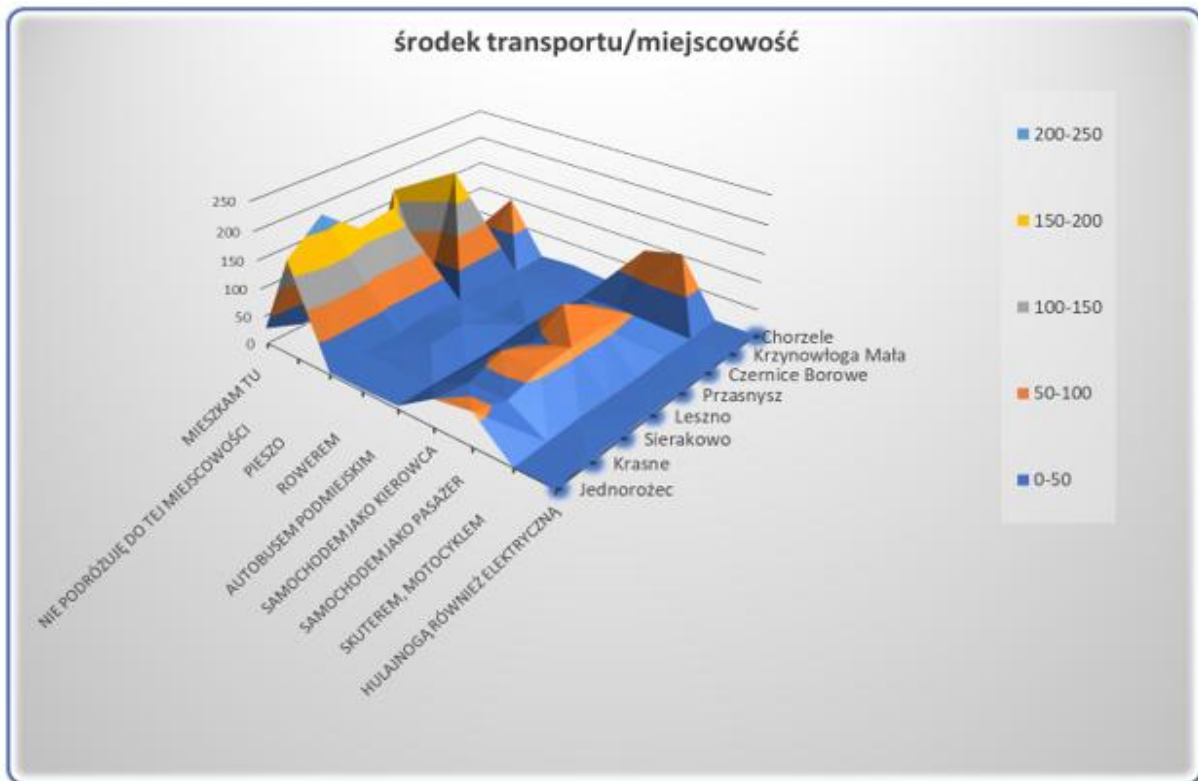 środek transportu/miejscowość
250
200
150
100
50
0
MIESZKAM TU
NIE PODRÓŻUJĘ DO TEJ MIEJSCOWOŚCI
PIESZO
ROWEREM
AUTOBUSEM PODMIEJSKIM
SAMOCHODEM JAKO KIEROWCA
SAMOCHODEM JAKO PASAŻER
SKUTEREM, MOTOCYKLEM
HULAJNOGĄ RÓWNIEŻ ELEKTRYCZNĄ
Chorzele
Krzynowłoga Mała
Czernice Borowe
Przasnysz
Leszno
Sierakowo
Krasne
Jednorożec
200-250
150-200
100-150
50-100
0-50